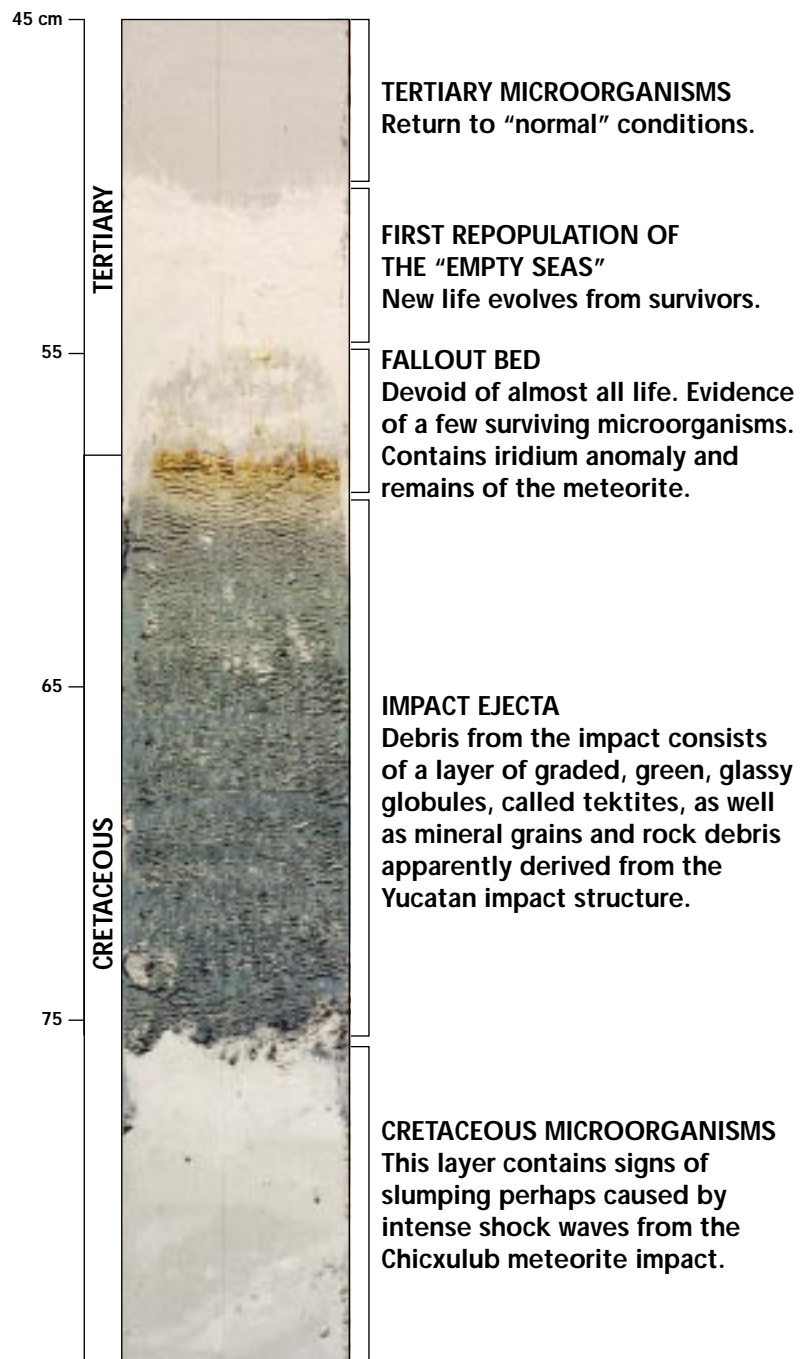 45 cm
TERTIARY MICROORGANISMS
Return to “normal” conditions.
TERTIARY
FIRST REPOPULATION OF
THE “EMPTY SEAS”
New life evolves from survivors.
55
FALLOUT BED
Devoid of almost all life. Evidence
of a few surviving microorganisms.
Contains iridium anomaly and
remains of the meteorite.
65
IMPACT EJECTA
Debris from the impact consists
of a layer of graded, green, glassy
globules, called tektites, as well
as mineral grains and rock debris
apparently derived from the
Yucatan impact structure.
CRETACEOUS
75
CRETACEOUS MICROORGANISMS
This layer contains signs of
slumping perhaps caused by
intense shock waves from the
Chicxulub meteorite impact.